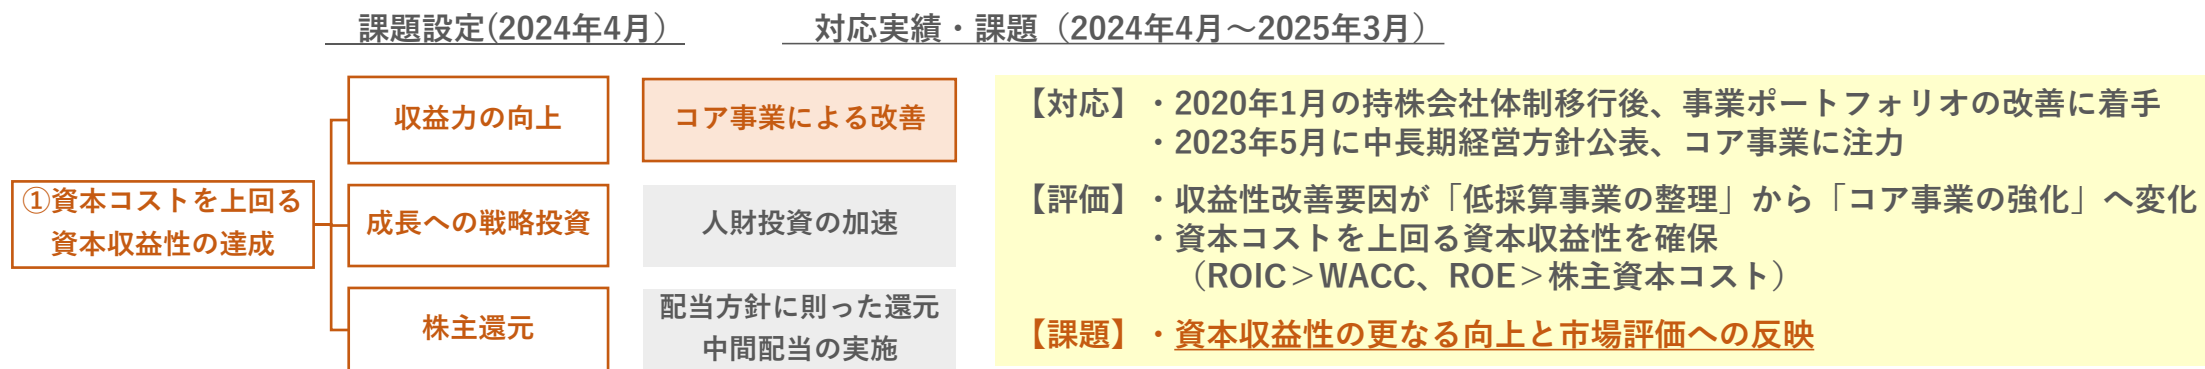 課題設定(2024年4月)
対応実績・課題（2024年4月～2025年3月）
①資本コストを上回る
資本収益性の達成
収益力の向上
成長への戦略投資
株主還元
コア事業による改善
人財投資の加速
配当方針に則った還元
中間配当の実施
【対応】・2020年1月の持株会社体制移行後、事業ポートフォリオの改善に着手
・2023年5月に中長期経営方針公表、コア事業に注力
【評価】・収益性改善要因が「低採算事業の整理」から「コア事業の強化」へ変化
・資本コストを上回る資本収益性を確保
（ROIC＞WACC、ROE＞株主資本コスト）
【課題】・資本収益性の更なる向上と市場評価への反映